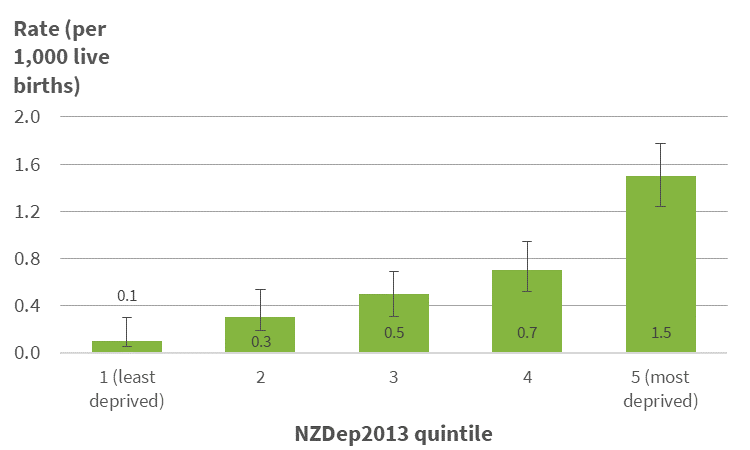 Rate (per
1,000 live
births)
2.0
1.6
1.2
0.8
0.4
0.0
0.1
0.3
0.5
0.7
1.5
1 (least
deprived)
2
3
4
5 (most
deprived)
NZDep2013 quintile